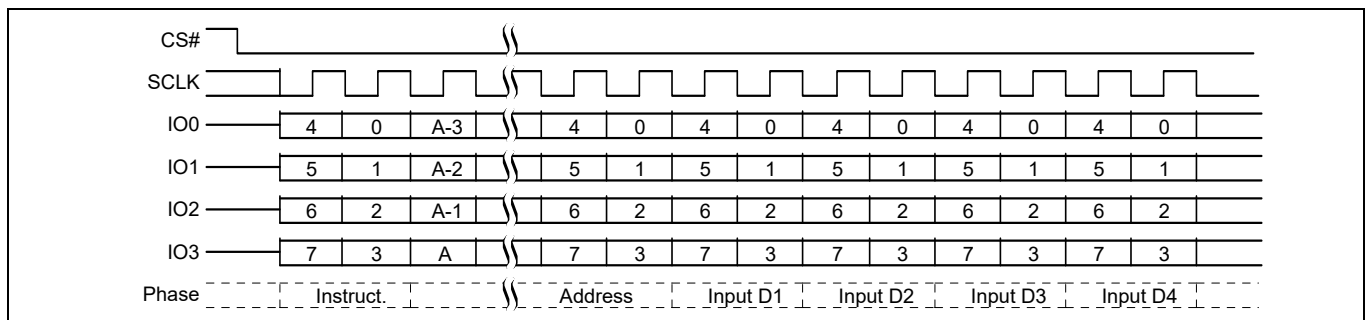 CS#
SCLK
IO0 4 0 A-3 4 0 4 0 4 0 4 0 4 0
IO1 5 1 A-2 5 1 5 1 5 1 5 1 5 1
IO2 6 2 A-1 6 2 6 2 6 2 6 2 6 2
IO3 7 3 A 7 3 7 3 7 3 7 3 7 3
Phase Instruct. Address Input D1 Input D2 Input D3 Input D4